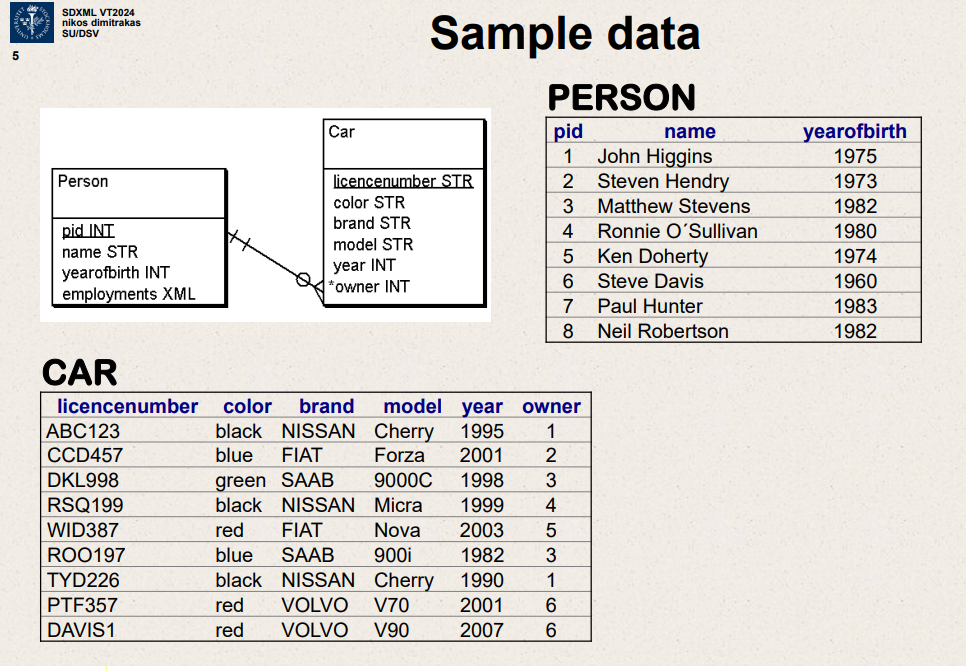 SDXML VT2024
nikos dimitrakas
SU/DSV
5
Sample data
Person
pid INT
name STR
yearofbirth INT
employments XML
Car
licencenumber STR
color STR
brand STR
model STR
year INT
*owner INT
PERSON
pid name yearofbirth
1 John Higgins 1975
2 Steven Hendry 1973
3 Matthew Stevens 1982
4 Ronnie O´Sullivan 1980
5 Ken Doherty 1974
6 Steve Davis 1960
7 Paul Hunter 1983
8 Neil Robertson 1982
CAR
licencenumber color brand model year owner
ABC123 black NISSAN Cherry 1995 1
CCD457 blue FIAT Forza 2001 2
DKL998 green SAAB 9000C 1998 3
RSQ199 black NISSAN Micra 1999 4
WID387 red FIAT Nova 2003 5
ROO197 blue SAAB 900i 1982 3
TYD226 black NISSAN Cherry 1990 1
PTF357 red VOLVO V70 2001 6
DAVIS1 red VOLVO V90 2007 6